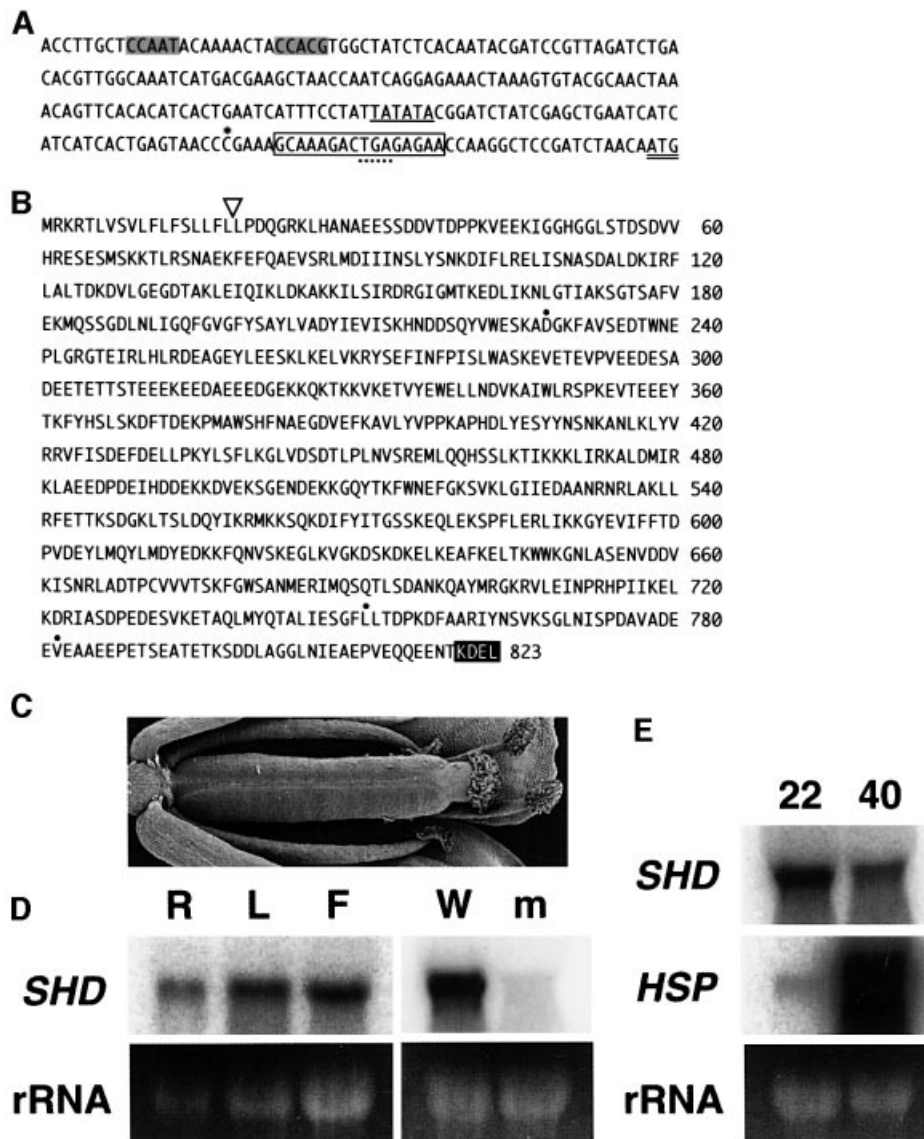 A
ACCTTGCTCCAATACAAAACTACCACGTGGCTATCTCACAATACGATCCGTTAGATCTGA
CACGTTGGCAAATCATGACGAAGCTAACCAATCAGGAGAAACTAAAGTGTACGCAACTAA
ACAGTTCACACATCACTGAATCATTTCCTATTATATACGGATCTATCGAGCTGAATCATC
ATCATCACTGAGTAACCCGAAAGCAAAGACTGAGAGAACCAAGGCTCCGATCTAACAATG
B
MRKRTLVSVLFLFSLLFLLPDQGRKLHANAEESSDDVTDPPKVEEKIGGHGGLSTDSDVV 60
HRESESMSKKTLRSNAEKFEFQAEVSRLMDIIINSLYSNKDIFLRELISNASDALDKIRF 120
LALTDKDVLGEGDTAKLEIQIKLDKAKKILSIRDRGIGMTKEDLIKNLGTIAKSGTSAFV 180
EKMQSSGDLNLIGQFGVGFYSAYLVADYIEVISKHNDDSQYVWESKADGKFAVSEDTWNE 240
PLGRGTEIRLHLRDEAGEYLEESKLKELVKRYSEFINFPISLWASKEVETEVPVEEDESA 300
DEETETTSTEEEKEEDAEEEDGEKKQKTKKVKETVYEWELLNDVKAIWLRSPKEVTEEEY 360
TKFYHSLSKDFTDEKPMAWSHFNAEGDVEFKAVLYVPPKAPHDLYESYYNSNKANLKLYV 420
RRVFISDEFDELLPKYLSFLKGLVDSDTLPLNVSREMLQQHSSLKTIKKKLIRKALDMIR 480
KLAEEDPDEIHDDEKKDVEKSGENDEKKGQYTKFWNEFGKSVKLGIIEDAANRNRLAKLL 540
RFETTKSDGKLTSLDQYIKRMKKSQKDIFYITGSSKEQLEKSPFLERLIKKGYEVIFFTD 600
PVDEYLMQYLMDYEDKKFQNVSKEGLKVGKDSKDKELKEAFKELTKWWKGNLASENVDDV 660
KISNRLADTPCVVVTSKFGWSANMERIMQSQTLSDANKQAYMRGKRVLEINPRHPIIKEL 720
KDRIASDPEDESVKETAQLMYQTALIESGFLLTDPKDFAARIYNSVKSGLNISPDAVADE 780
EVEAAEEPETSEATETKSDDLAGGLNIEAEPVEQQEENTKDEL 823
C
D
R L F W m
SHD
rRNA
E
22 40
SHD
HSP
rRNA